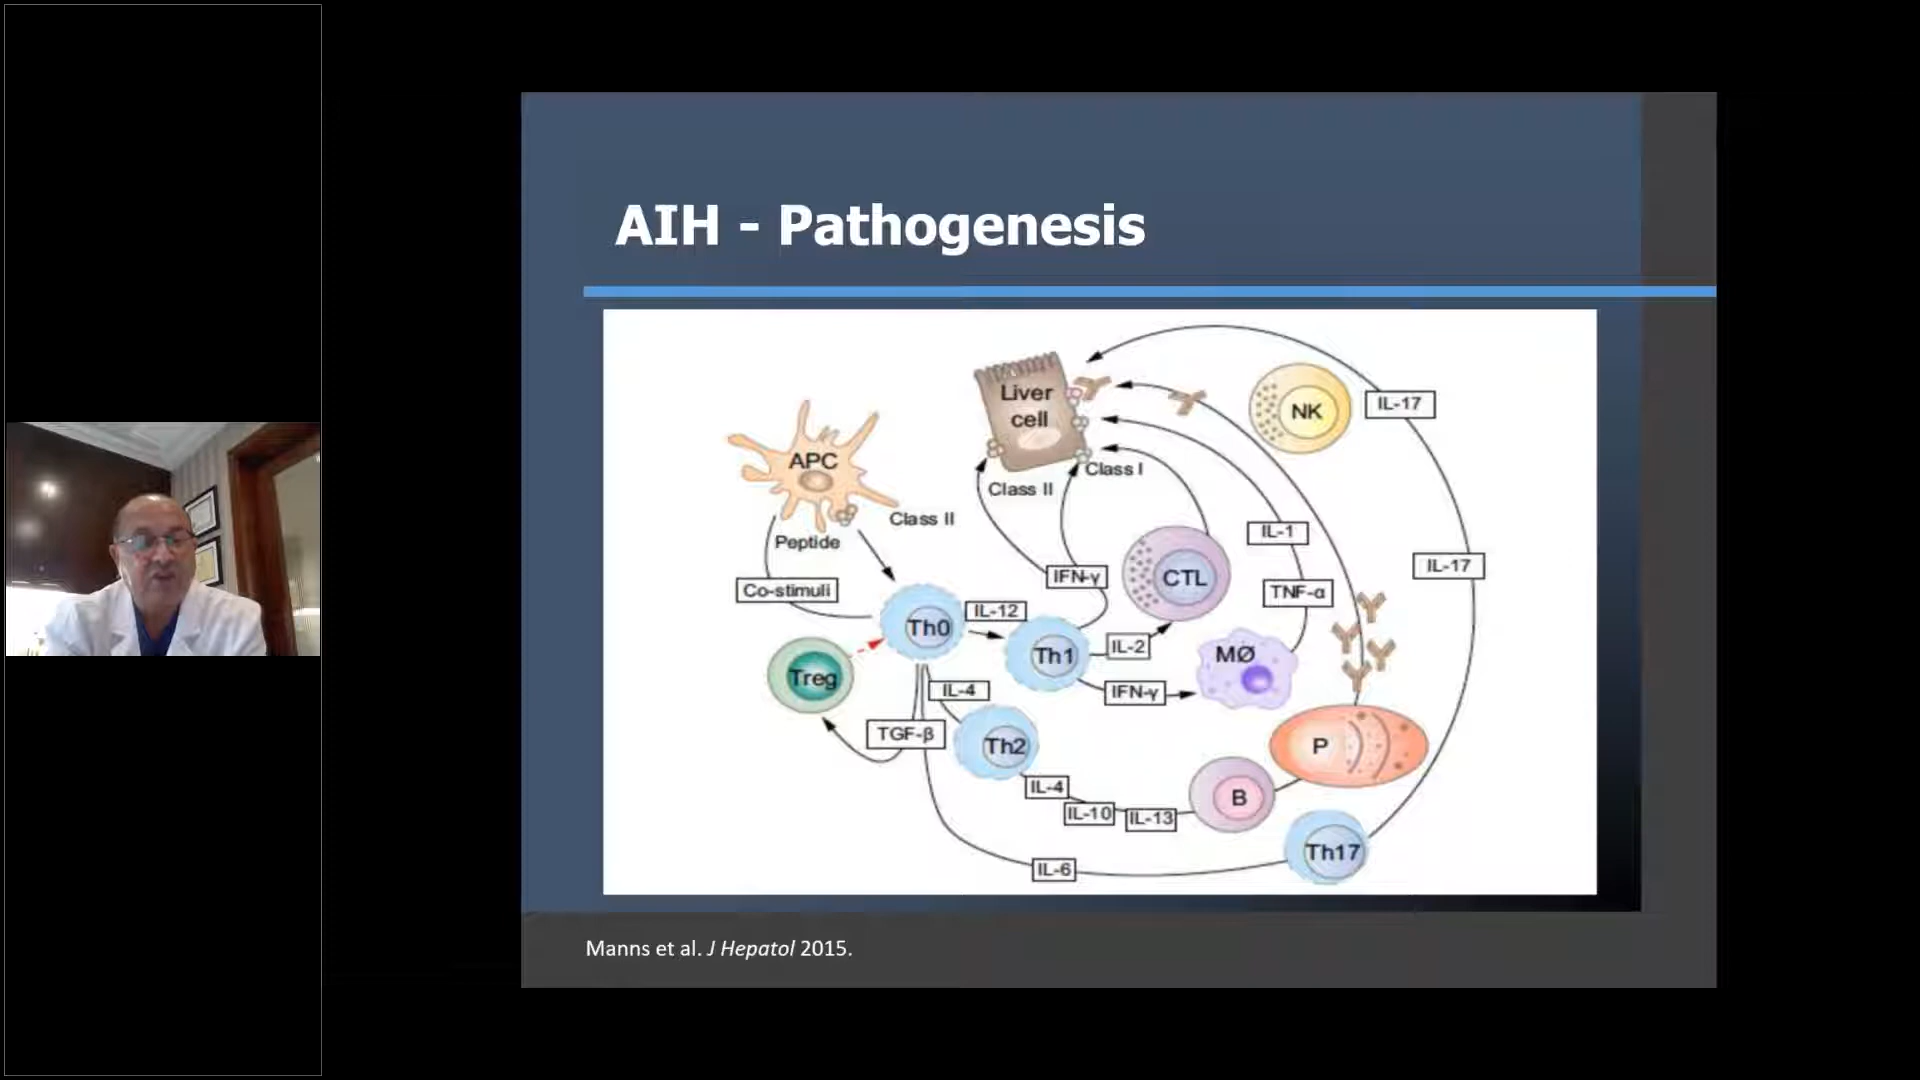 AIH - Pathogenesis
Liver
cell
NK
IL-17
APC
Class I
Class II
Class II
Peptide
IL-1
IL-17
Co-stimuli
IFN-γ
CTL
TNF-α
Th0
IL-12
Th1
IL-2
MØ
Treg
IL-4
IFN-γ
TGF-β
Th2
P
IL-4
IL-10
IL-13
B
Th17
IL-6
Manns et al. J Hepatol 2015.